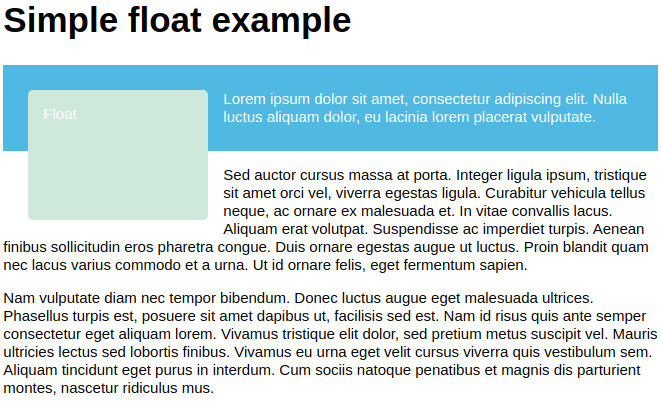 Simple float example
Float
Lorem ipsum dolor sit amet, consectetur adipiscing elit. Nulla
luctus aliquam dolor, eu lacinia lorem placerat vulputate.
Sed auctor cursus massa at porta. Integer ligula ipsum, tristique
sit amet orci vel, viverra egestas ligula. Curabitur vehicula tellus
neque, ac ornare ex malesuada et. In vitae convallis lacus.
Aliquam erat volutpat. Suspendisse ac imperdiet turpis. Aenean
finibus sollicitudin eros pharetra congue. Duis ornare egestas augue ut luctus. Proin blandit quam
nec lacus varius commodo et a urna. Ut id ornare felis, eget fermentum sapien.
Nam vulputate diam nec tempor bibendum. Donec luctus augue eget malesuada ultrices.
Phasellus turpis est, posuere sit amet dapibus ut, facilisis sed est. Nam id risus quis ante semper
consectetur eget aliquam lorem. Vivamus tristique elit dolor, sed pretium metus suscipit vel. Mauris
ultricies lectus sed lobortis finibus. Vivamus eu urna eget velit cursus viverra quis vestibulum sem.
Aliquam tincidunt eget purus in interdum. Cum sociis natoque penatibus et magnis dis parturient
montes, nascetur ridiculus mus.